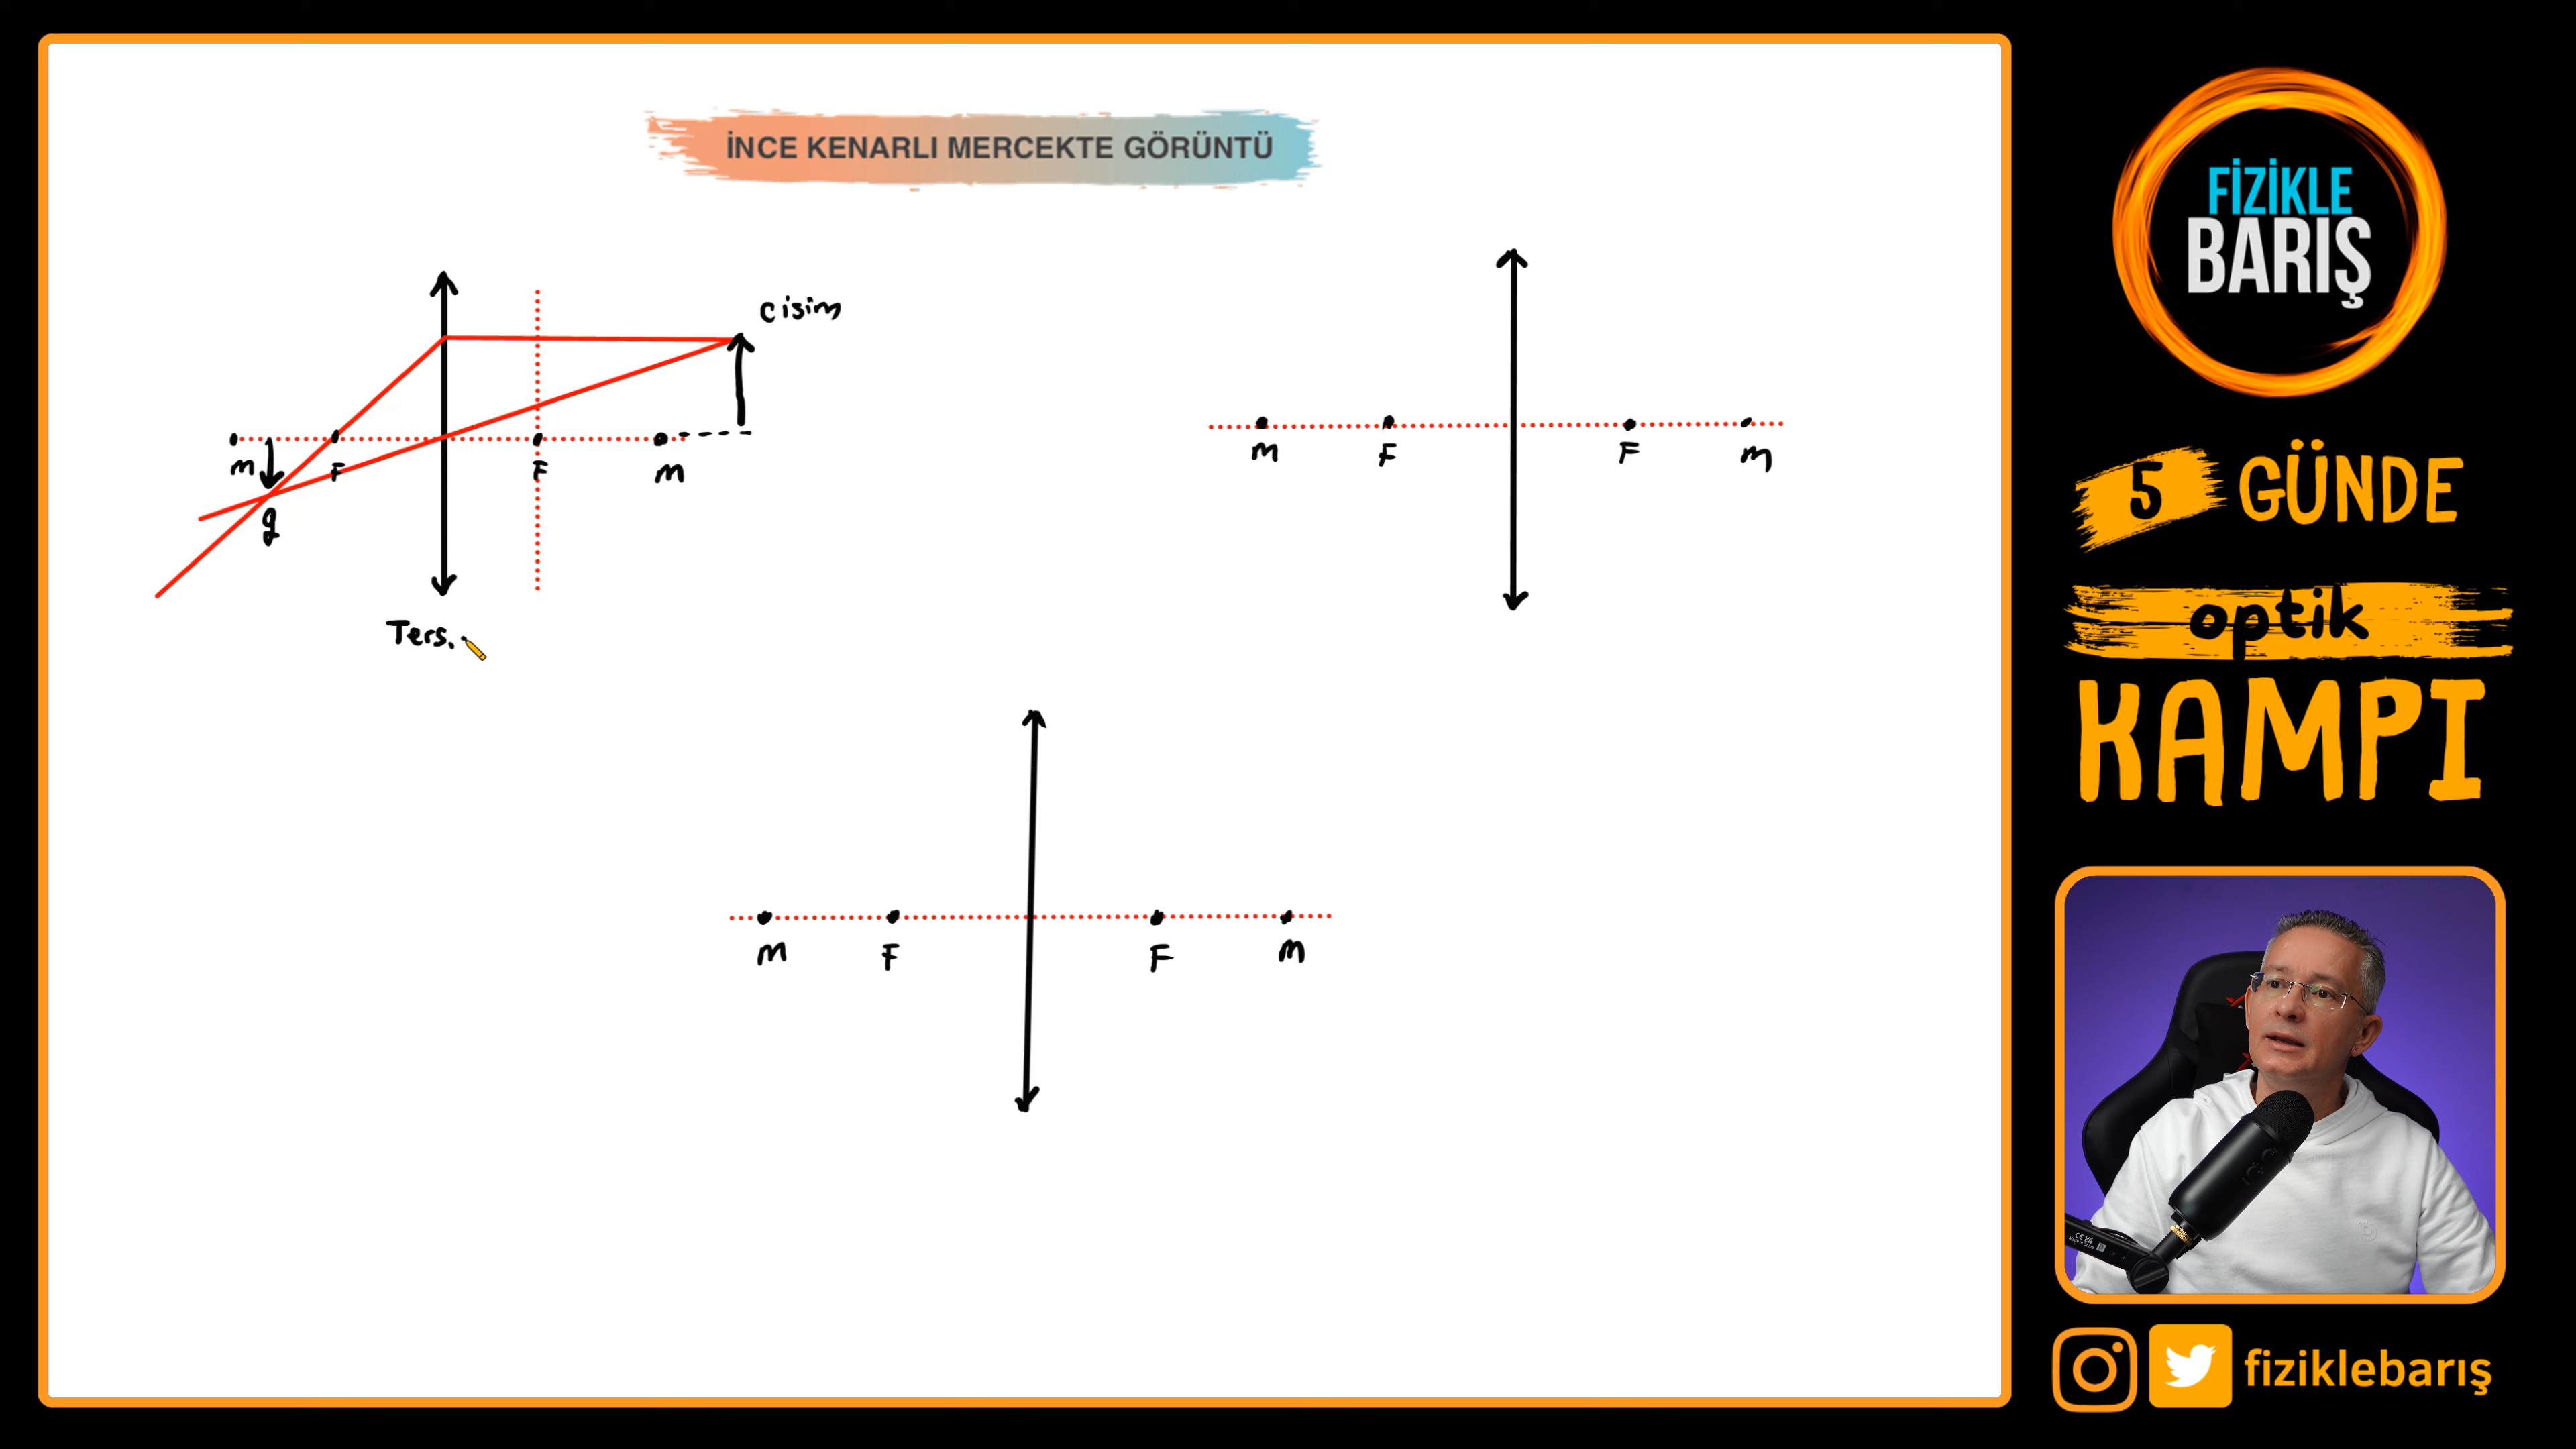 İNCE KENARLI MERCEKTE GÖRÜNTÜ
cisim
m F F m
g
Ters.
m F F m
m F F m
FİZİKLE
BARIŞ
5 GÜNDE
optik
KAMPI
fiziklebarış